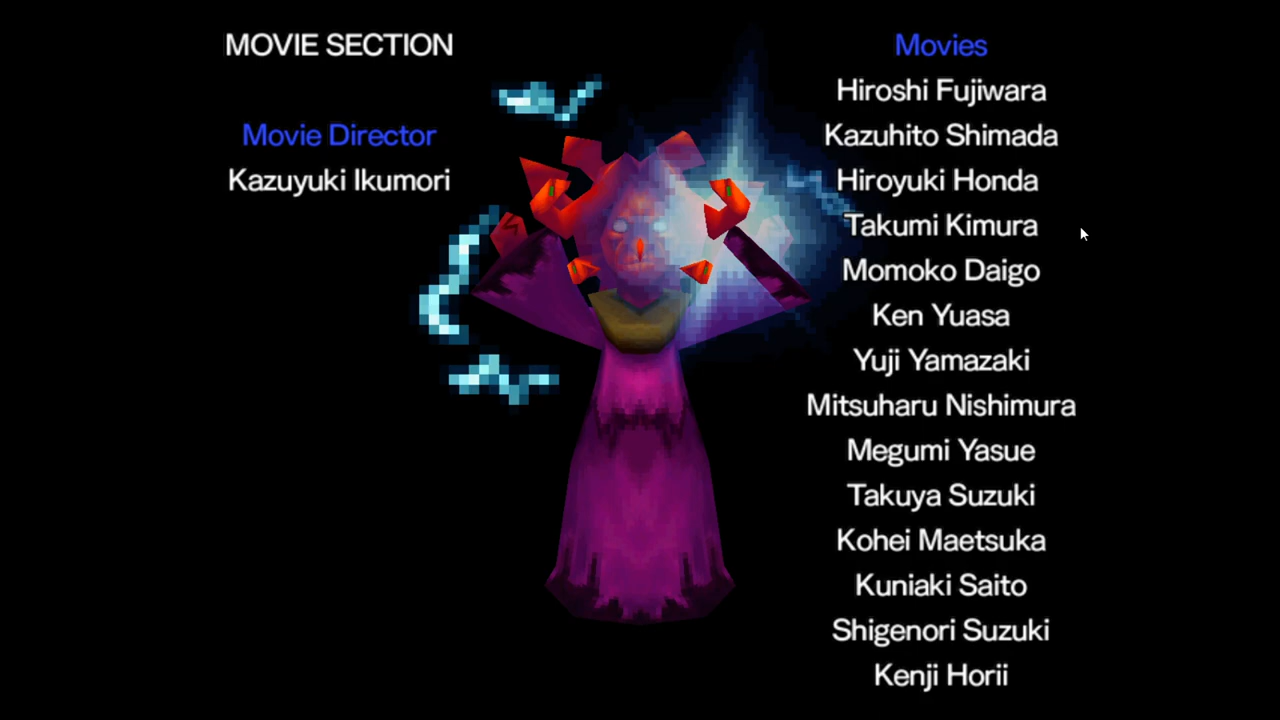 MOVIE SECTION
Movie Director
Kazuyuki Ikumori
Movies
Hiroshi Fujiwara
Kazuhito Shimada
Hiroyuki Honda
Takumi Kimura
Momoko Daigo
Ken Yuasa
Yuji Yamazaki
Mitsuharu Nishimura
Megumi Yasue
Takuya Suzuki
Kohei Maetsuka
Kuniaki Saito
Shigenori Suzuki
Kenji Horii